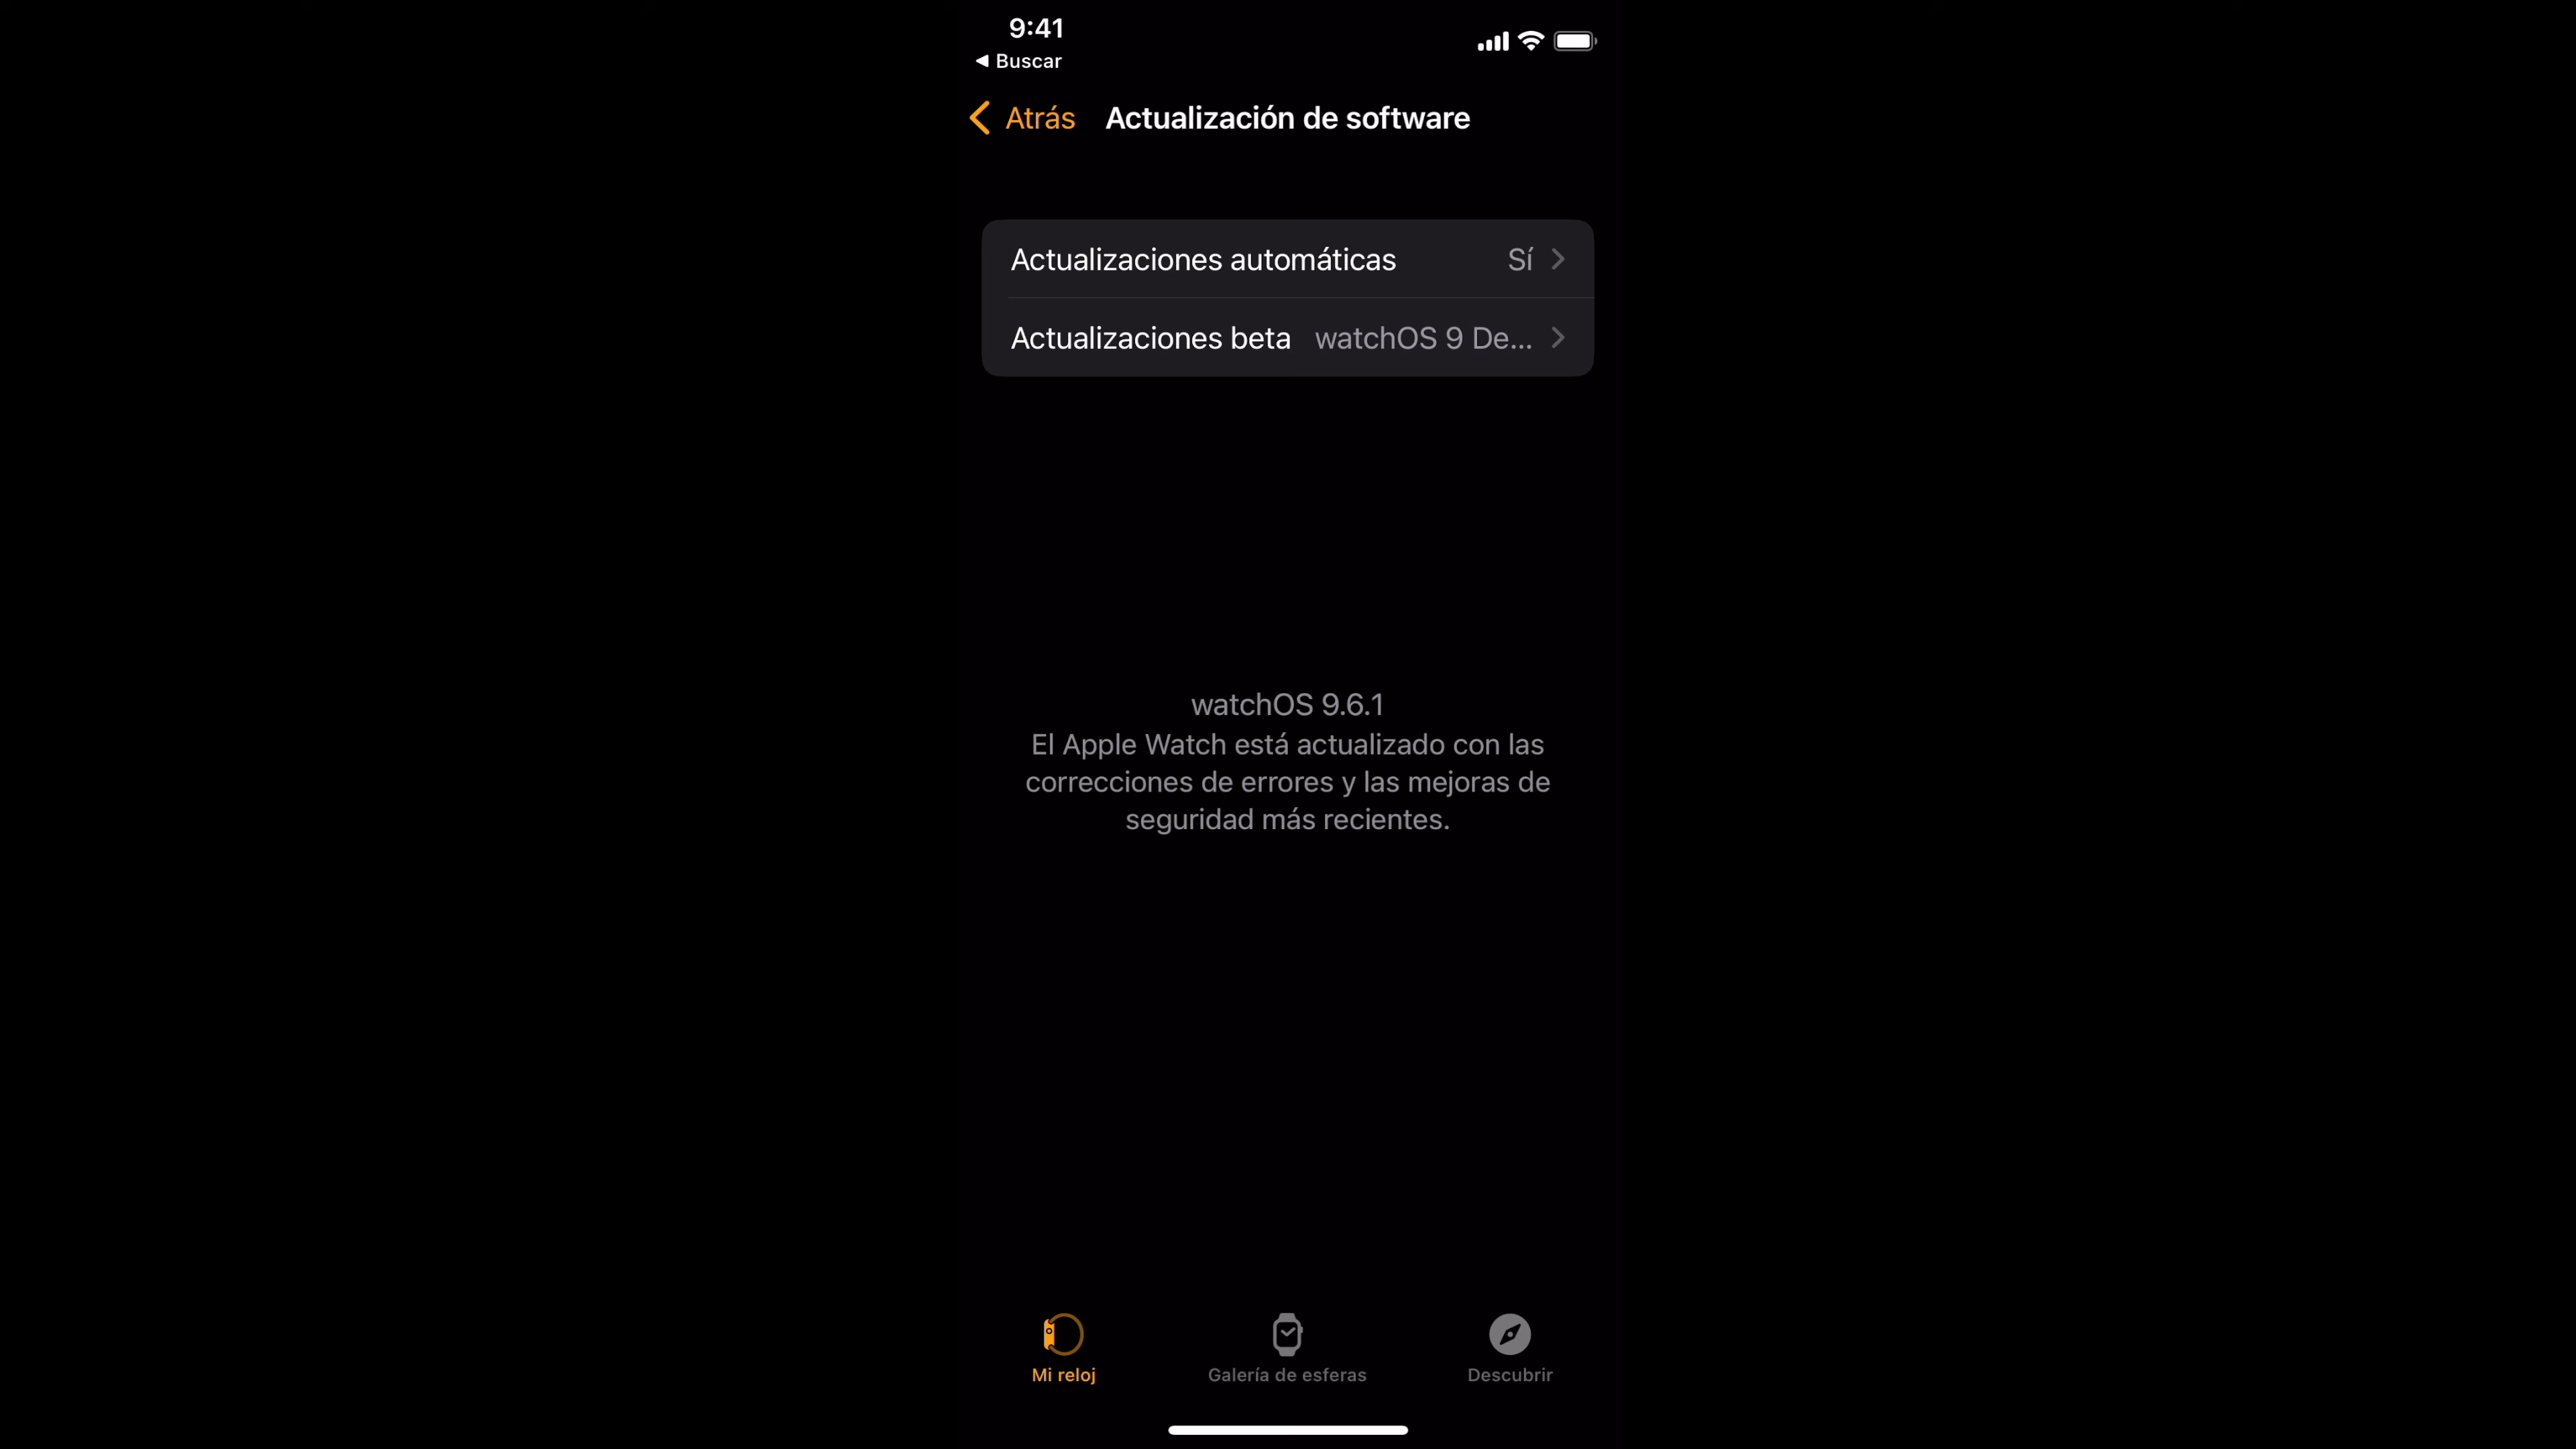 9:41
◀ Buscar
Atrás Actualización de software
Actualizaciones automáticas Sí
Actualizaciones beta watchOS 9 De...
watchOS 9.6.1
El Apple Watch está actualizado con las
correcciones de errores y las mejoras de
seguridad más recientes.
Mi reloj Galería de esferas Descubrir